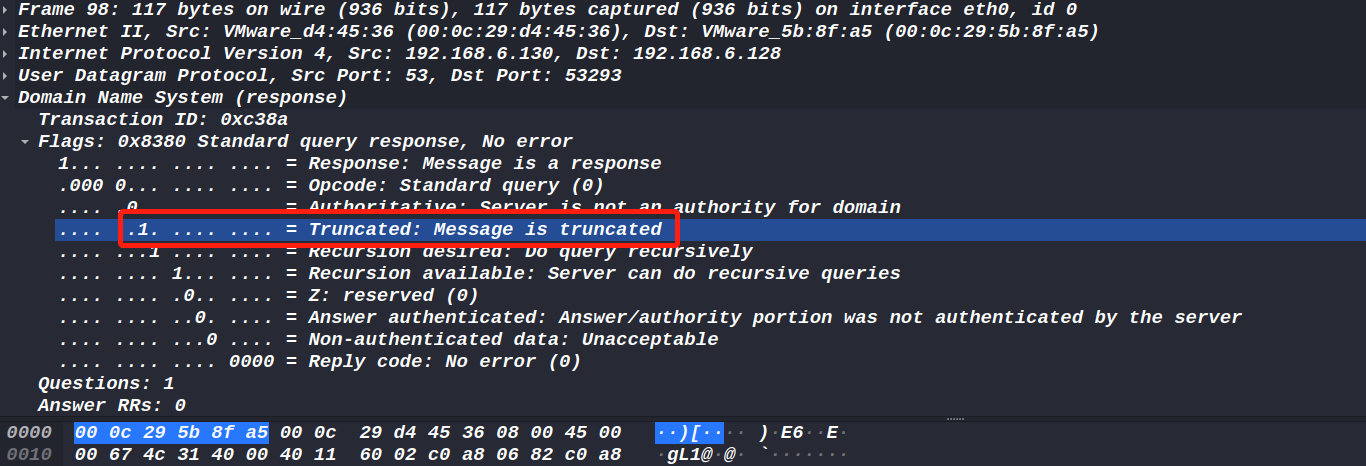 Frame 98: 117 bytes on wire (936 bits), 117 bytes captured (936 bits) on interface eth0, id 0
Ethernet II, Src: VMware_d4:45:36 (00:0c:29:d4:45:36), Dst: VMware_5b:8f:a5 (00:0c:29:5b:8f:a5)
Internet Protocol Version 4, Src: 192.168.6.130, Dst: 192.168.6.128
User Datagram Protocol, Src Port: 53, Dst Port: 53293
Domain Name System (response)
Transaction ID: 0xc38a
Flags: 0x8380 Standard query response, No error
1... .... .... .... = Response: Message is a response
.000 0... .... .... = Opcode: Standard query (0)
.... .0.. .... .... = Authoritative: Server is not an authority for domain
.... ..1. .... .... = Truncated: Message is truncated
.... ...1 .... .... = Recursion desired: Do query recursively
.... .... 1... .... = Recursion available: Server can do recursive queries
.... .... .0.. .... = Z: reserved (0)
.... .... ..0. .... = Answer authenticated: Answer/authority portion was not authenticated by the server
.... .... ...0 .... = Non-authenticated data: Unacceptable
.... .... .... 0000 = Reply code: No error (0)
Questions: 1
Answer RRs: 0
0000 00 0c 29 5b 8f a5 00 0c 29 d4 45 36 08 00 45 00 ··)[···· )·E6··E·
0010 00 67 4c 31 40 00 40 11 60 02 c0 a8 06 82 c0 a8 ·gL1@·@· `·······